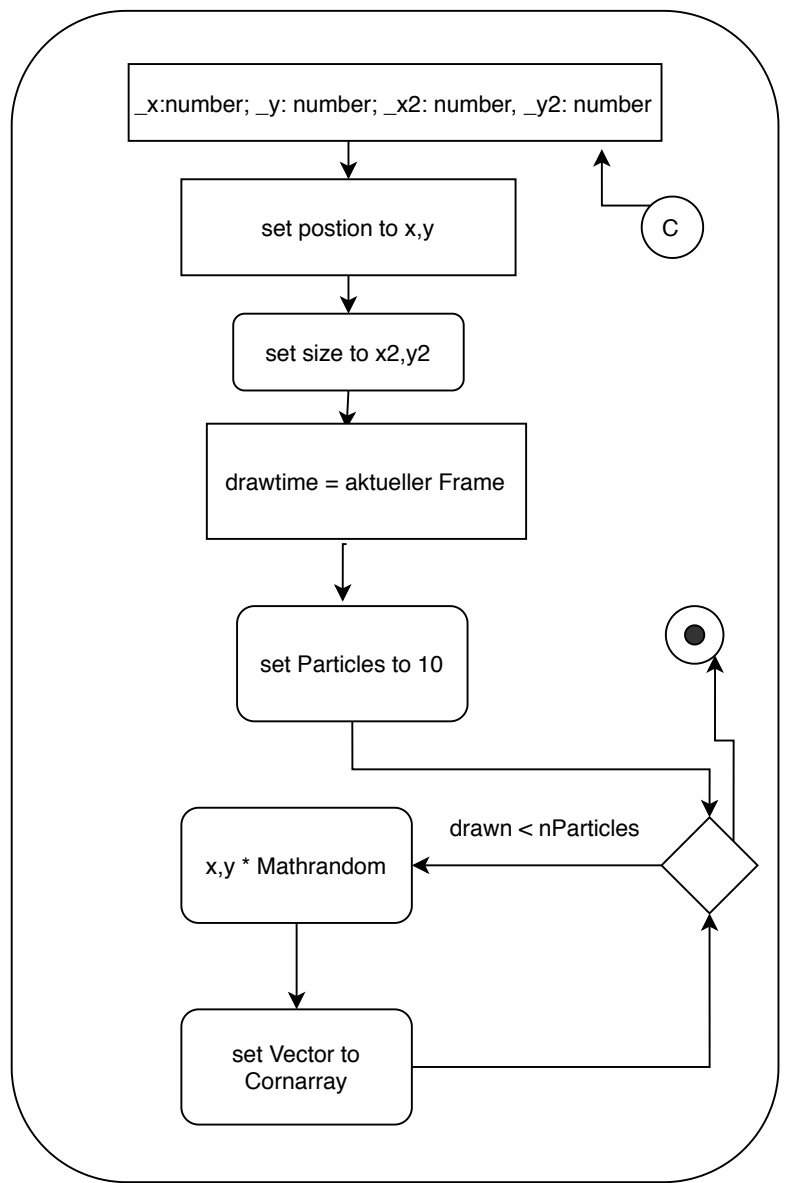 _x:number; _y: number; _x2: number, _y2: number
set postion to x,y
C
set size to x2,y2
drawtime = aktueller Frame
set Particles to 10
drawn < nParticles
x,y * Mathrandom
set Vector to
Cornarray